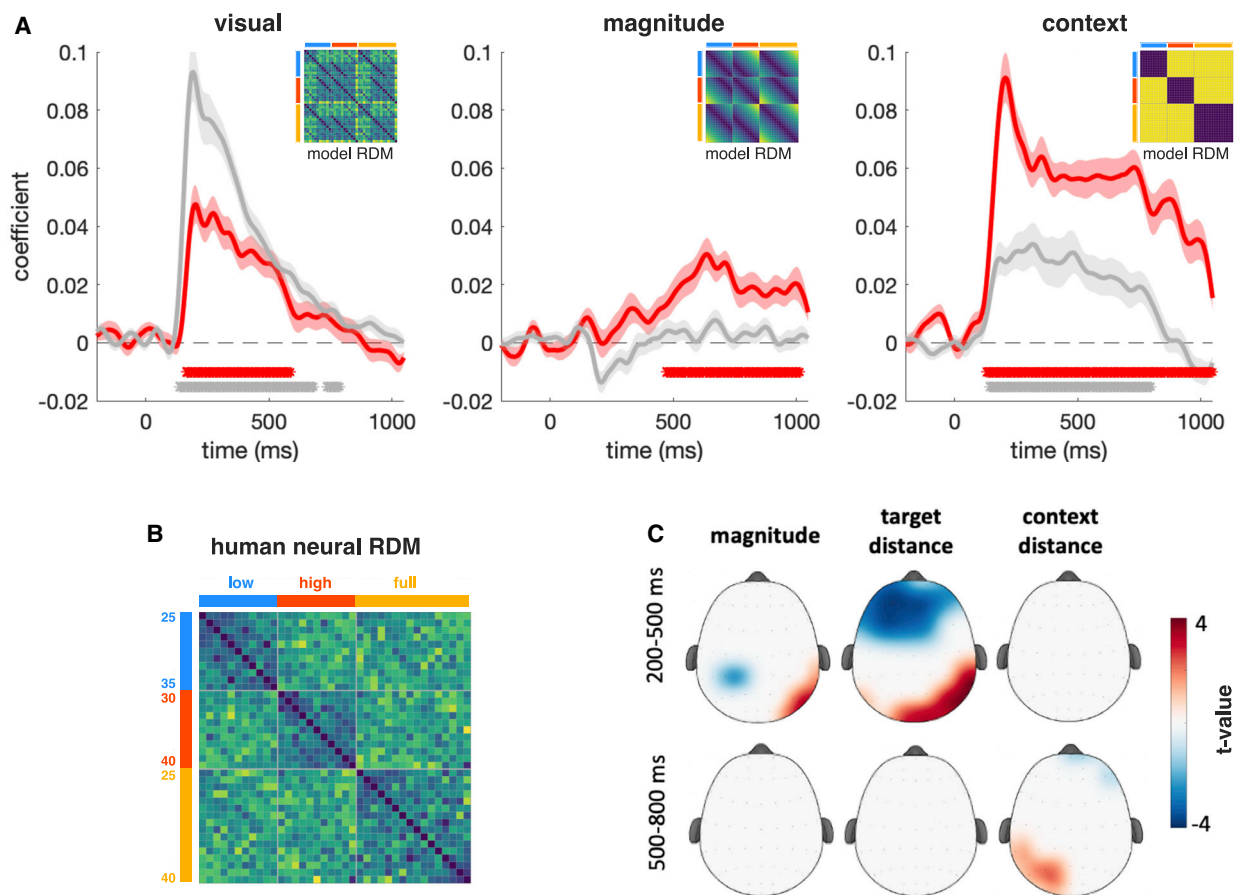 A
visual
magnitude
context
0.1
0.08
0.06
0.04
0.02
0
-0.02
coefficient
model RDM
0
500
1000
time (ms)
0.1
0.08
0.06
0.04
0.02
0
-0.02
model RDM
0
500
1000
time (ms)
0.1
0.08
0.06
0.04
0.02
0
-0.02
model RDM
0
500
1000
time (ms)
B
human neural RDM
low
high
full
25
35
30
40
25
40
C
magnitude
target
distance
context
distance
200-500 ms
500-800 ms
4
-4
t-value